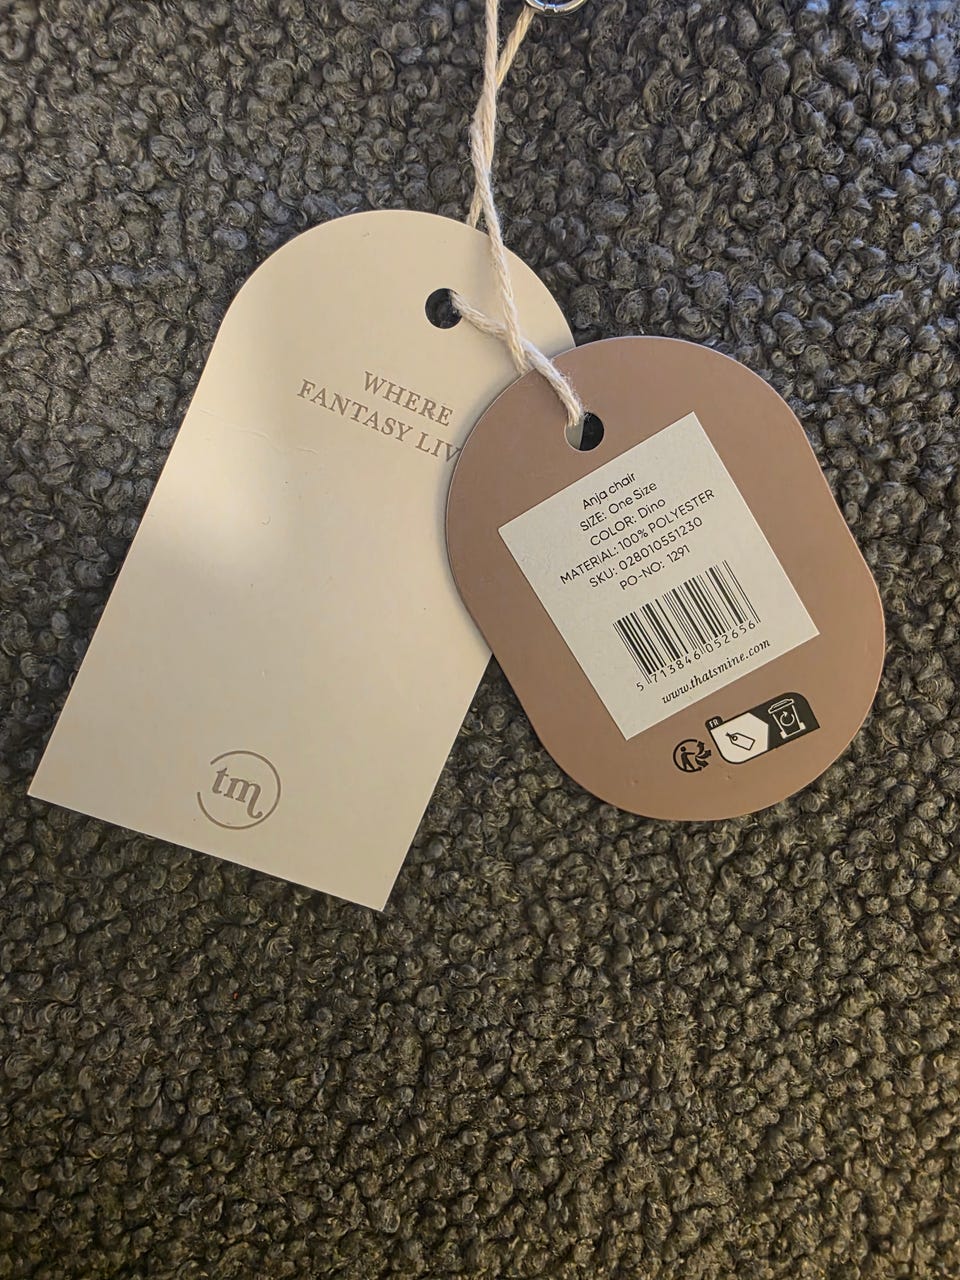 WHERE
FANTASY LIV
tm
Anja chair
SIZE: One Size
COLOR: Dino
MATERIAL: 100% POLYESTER
SKU: 028010551230
PO-NO: 1291
5 713846 052656
www.thatsmine.com
FR